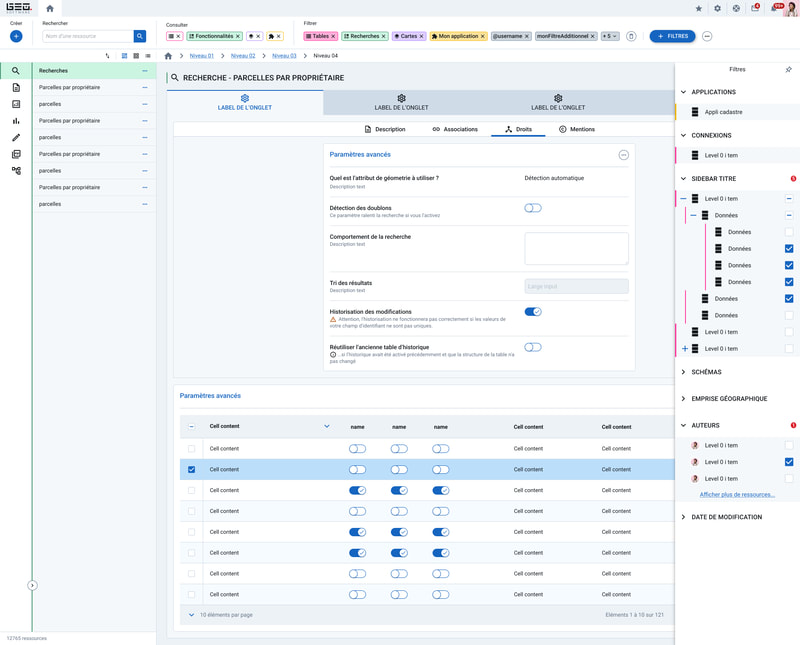 GEO
SOFTWARE
4
99+
Créer
Rechercher
Nom d'une ressource
Consulter
Fonctionnalités
Filtrer
Tables
Recherches
Cartes
Mon application
@username
monFiltreAdditionnel
+ 5
+ FILTRES
Niveau 01
Niveau 02
Niveau 03
Niveau 04
Recherches
Parcelles par propriétaire
parcelles
Parcelles par propriétaire
parcelles
Parcelles par propriétaire
parcelles
Parcelles par propriétaire
parcelles
12765 ressources
RECHERCHE - PARCELLES PAR PROPRIÉTAIRE
LABEL DE L'ONGLET
LABEL DE L'ONGLET
LABEL DE L'ONGLET
Description
Associations
Droits
Mentions
Paramètres avancés
Quel est l'attribut de géometrie à utiliser ?
Description text
Détection automatique
Détection des doublons
Ce paramètre ralentit la recherche si vous l'activez
Comportement de la recherche
Description text
Tri des résultats
Description text
Large input
Historisation des modifications
Attention, l'historisation ne fonctionnera pas correctement si les valeurs de
votre champ d'identifiant ne sont pas uniques.
Réutiliser l'ancienne table d'historique
...si l'historique avait été activé précédemment et que la structure de la table n'a
pas changé
Paramètres avancés
Cell content name name name Cell content Cell content
Cell content Cell content Cell content
Cell content Cell content Cell content
Cell content Cell content Cell content
Cell content Cell content Cell content
Cell content Cell content Cell content
Cell content Cell content Cell content
Cell content Cell content Cell content
Cell content Cell content Cell content
10 éléments par page
Eléments 1 à 10 sur 121
Filtres
APPLICATIONS
Appli cadastre
CONNEXIONS
Level 0 i tem
SIDEBAR TITRE
5
Level 0 i tem
Données
Données
Données
Données
Données
Données
Données
Level 0 i tem
Level 0 i tem
SCHÉMAS
EMPRISE GÉOGRAPHIQUE
AUTEURS
1
Level 0 i tem
Level 0 i tem
Level 0 i tem
Afficher plus de ressources...
DATE DE MODIFICATION